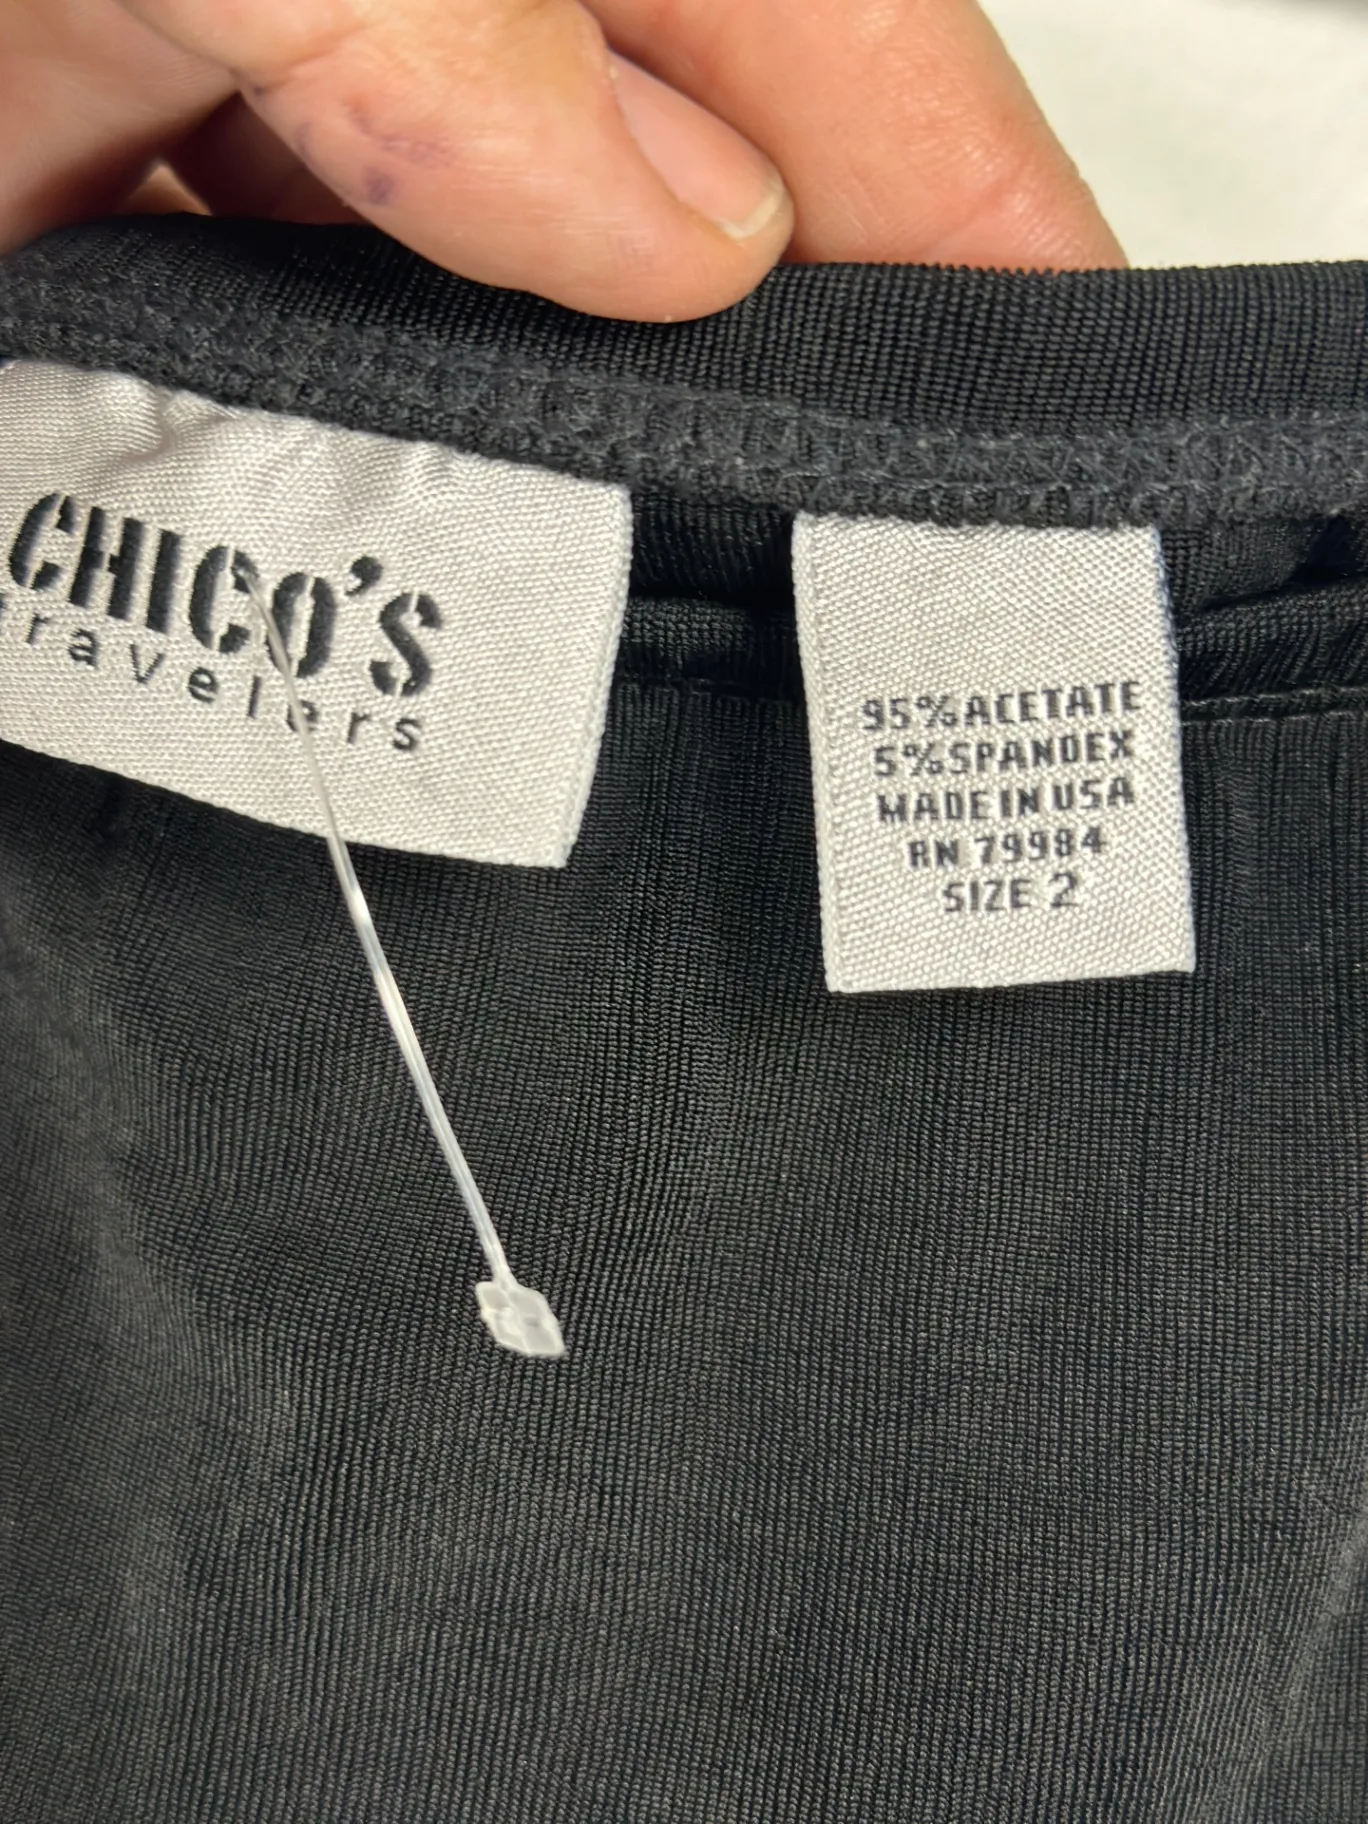 CHICO'S
travelers
95% ACETATE
5% SPANDEX
MADE IN USA
RN 79984
SIZE 2